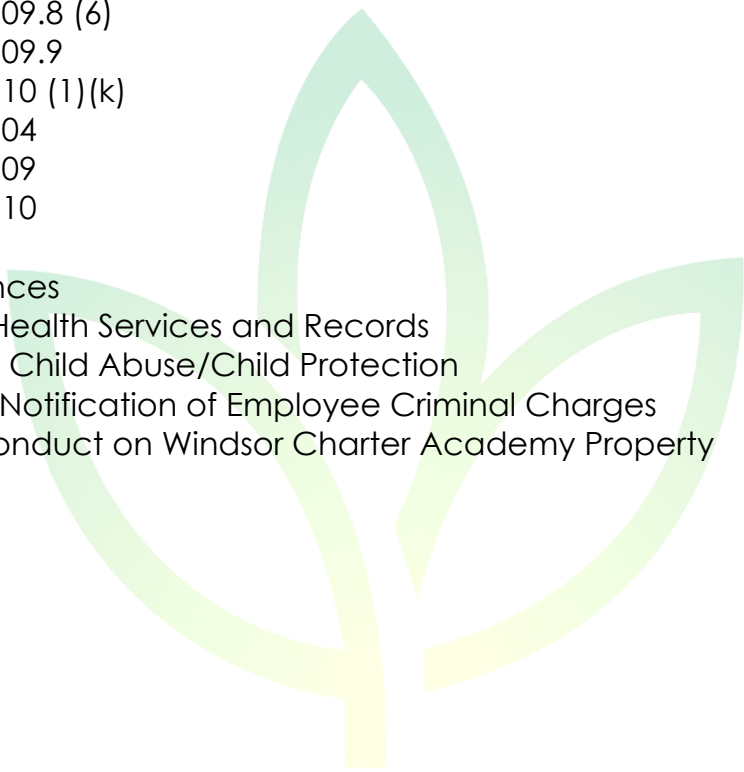 09.8 (6)
09.9
10 (1)(k)
04
09
10
nces
Health Services and Records
Child Abuse/Child Protection
Notification of Employee Criminal Charges
onduct on Windsor Charter Academy Property